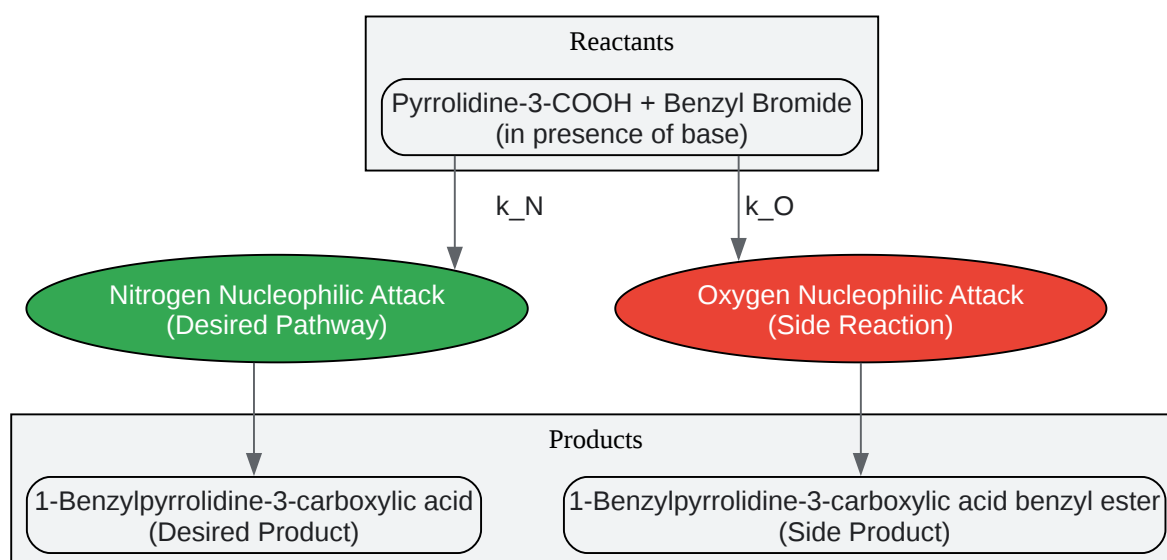 Reactants
Pyrrolidine-3-COOH + Benzyl Bromide
(in presence of base)
k_N
k_O
Nitrogen Nucleophilic Attack
(Desired Pathway)
Oxygen Nucleophilic Attack
(Side Reaction)
Products
1-Benzylpyrrolidine-3-carboxylic acid
(Desired Product)
1-Benzylpyrrolidine-3-carboxylic acid benzyl ester
(Side Product)